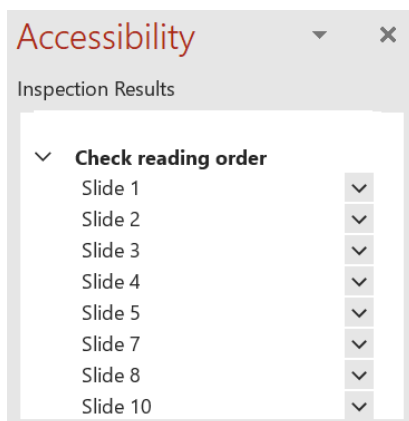 Accessibility
Inspection Results
Check reading order
Slide 1
Slide 2
Slide 3
Slide 4
Slide 5
Slide 7
Slide 8
Slide 10